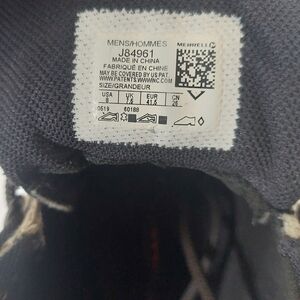 MENS/HOMMES
MERRELL
J84961
MADE IN CHINA
FABRIQUÉ EN CHINE
MAY BE COVERED BY US PAT.
WWW.PATENTS.WWWINC.COM
SIZE/GRANDEUR
USA UK EUR CN
8 7.5 41.5 26
0519 60188